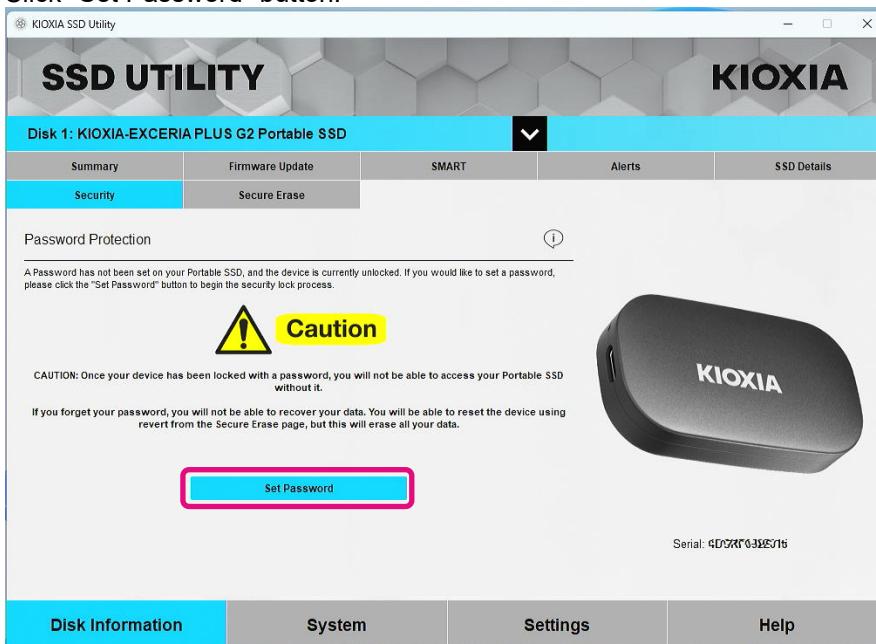 Click "Set Password" button.
KIOXIA SSD Utility
SSD UTILITY
KIOXIA
Disk 1: KIOXIA-EXCERIA PLUS G2 Portable SSD
Summary
Firmware Update
SMART
Alerts
SSD Details
Security
Secure Erase
Password Protection
A Password has not been set on your Portable SSD, and the device is currently unlocked. If you would like to set a password,
please click the "Set Password" button to begin the security lock process.
Caution
CAUTION: Once your device has been locked with a password, you will not be able to access your Portable SSD
without it.
If you forget your password, you will not be able to recover your data. You will be able to reset the device using
revert from the Secure Erase page, but this will erase all your data.
KIOXIA
Set Password
Serial:
Disk Information
System
Settings
Help